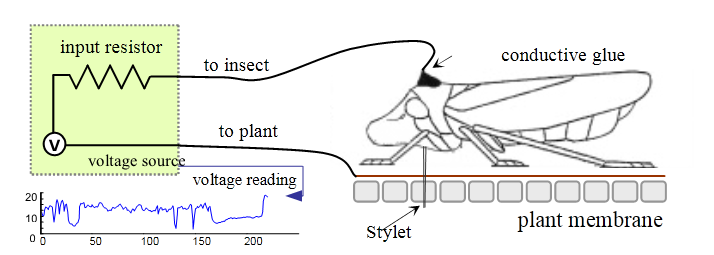 input resistor
to insect
conductive glue
V
to plant
voltage source
voltage reading
20
10
0
0
50
100
150
200
Stylet
plant membrane